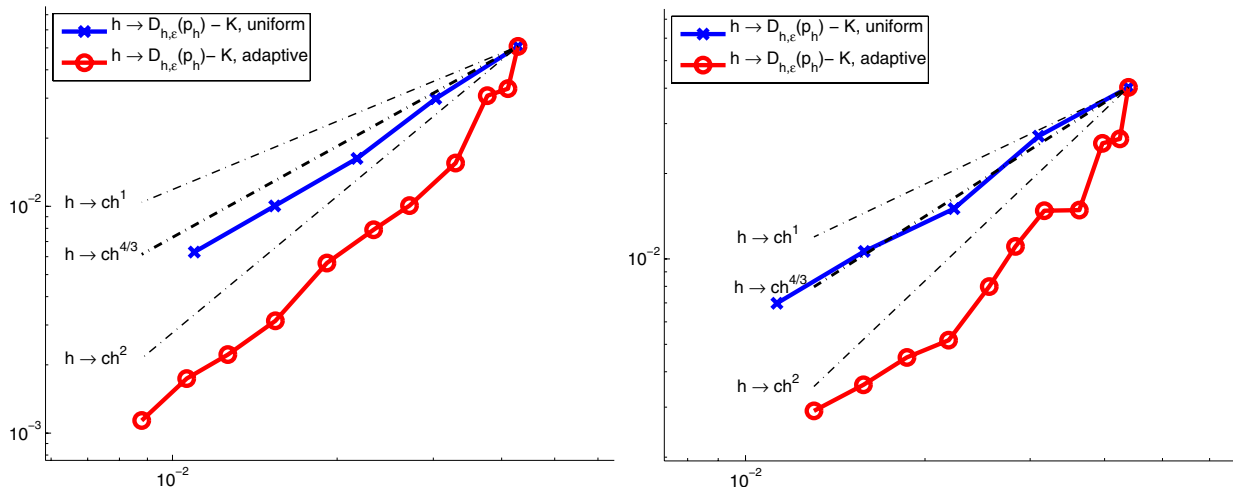 h → D_{h,ε}(p_h) − K, uniform
h → D_{h,ε}(p_h) − K, adaptive
10^{−2}
10^{−3}
h → ch^1
h → ch^{4/3}
h → ch^2
10^{−2}
h → D_{h,ε}(p_h) − K, uniform
h → D_{h,ε}(p_h) − K, adaptive
10^{−2}
h → ch^1
h → ch^{4/3}
h → ch^2
10^{−2}